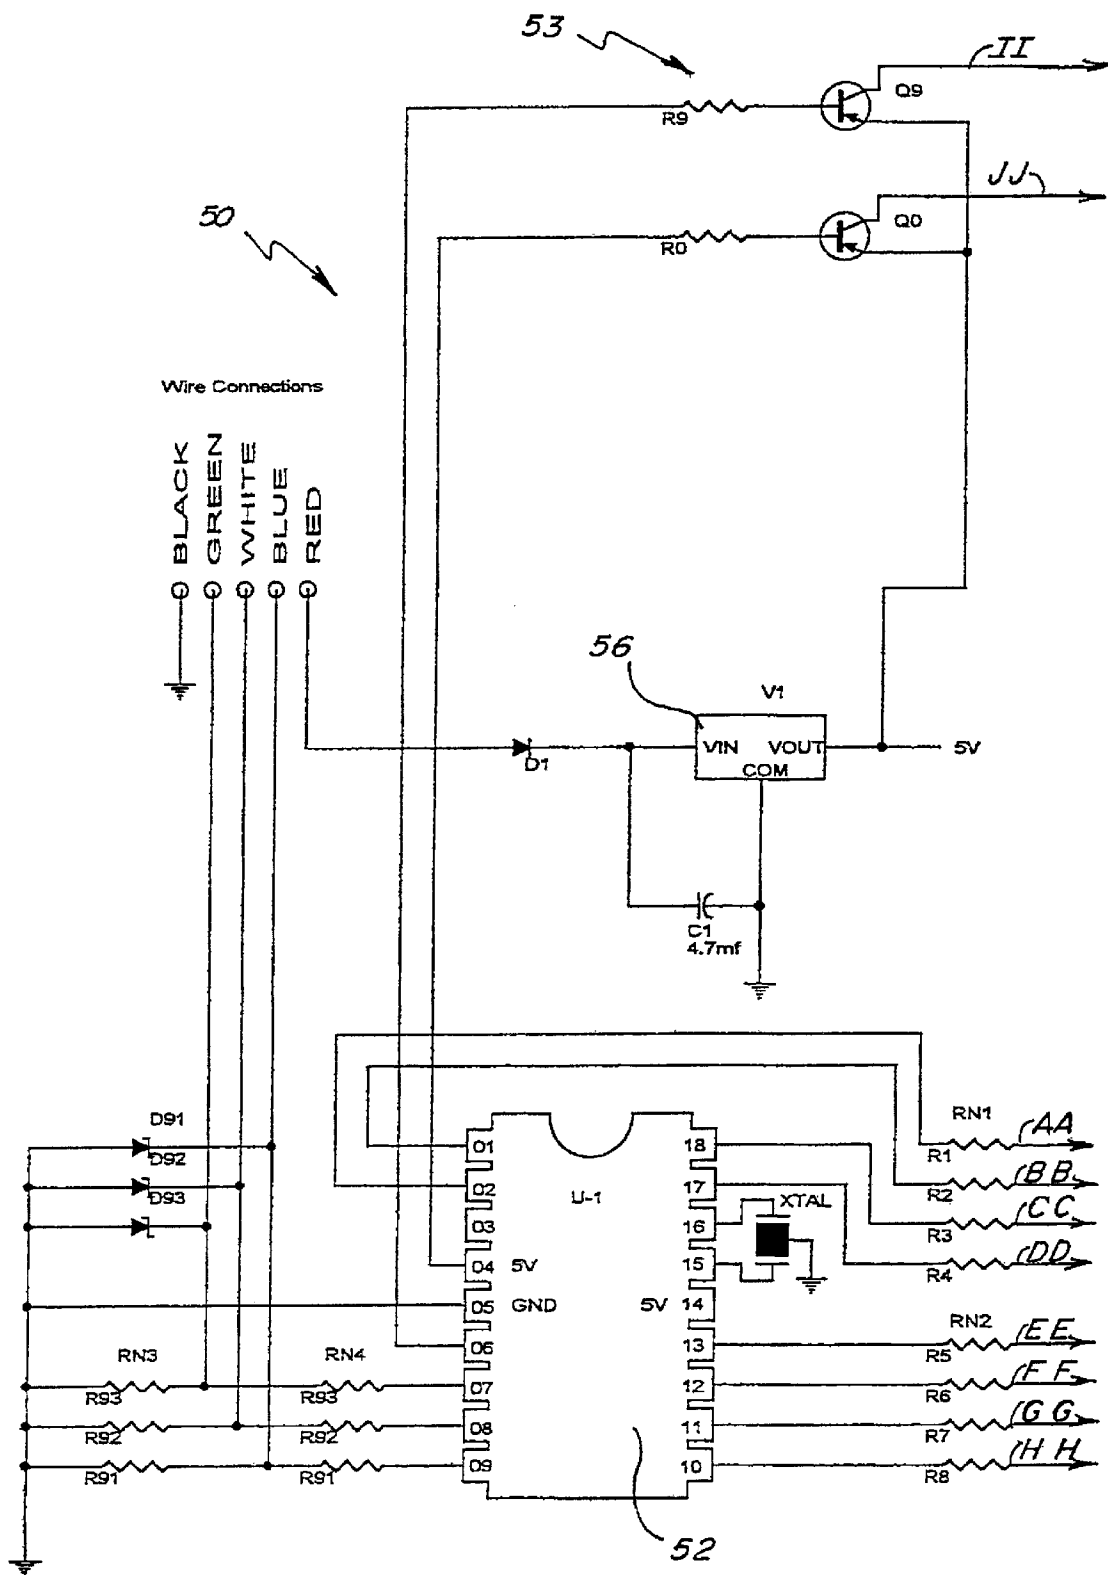 53
II
Q9
R9
JJ
50
Q0
R0
Wire Connections
BLACK
GREEN
WHITE
BLUE
RED
56
V1
VIN VOUT
COM
5V
D1
C1
4.7mf
D91
D92
D93
RN1
AA
R1
BB
R2
CC
R3
DD
R4
RN2
EE
R5
FF
R6
GG
R7
HH
R8
U-1
XTAL
01
02
03
04 5V
05 GND
06
07
08
09
18
17
16
15
5V 14
13
12
11
10
RN3
RN4
R93
R93
R92
R92
R91
R91
52